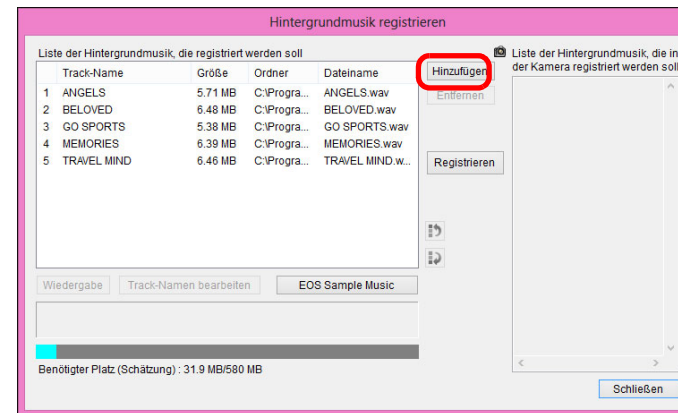 Hintergrundmusik registrieren
Liste der Hintergrundmusik, die registriert werden soll
Track-Name Größe Ordner Dateiname
1 ANGELS 5.71 MB C:\Progra... ANGELS.wav
2 BELOVED 6.48 MB C:\Progra... BELOVED.wav
3 GO SPORTS 5.38 MB C:\Progra... GO SPORTS.wav
4 MEMORIES 6.39 MB C:\Progra... MEMORIES.wav
5 TRAVEL MIND 6.46 MB C:\Progra... TRAVEL MIND.w...
Hinzufügen
Entfernen
Registrieren
Wiedergabe Track-Namen bearbeiten EOS Sample Music
Benötigter Platz (Schätzung) : 31.9 MB/580 MB
Liste der Hintergrundmusik, die in
der Kamera registriert werden soll
Schließen